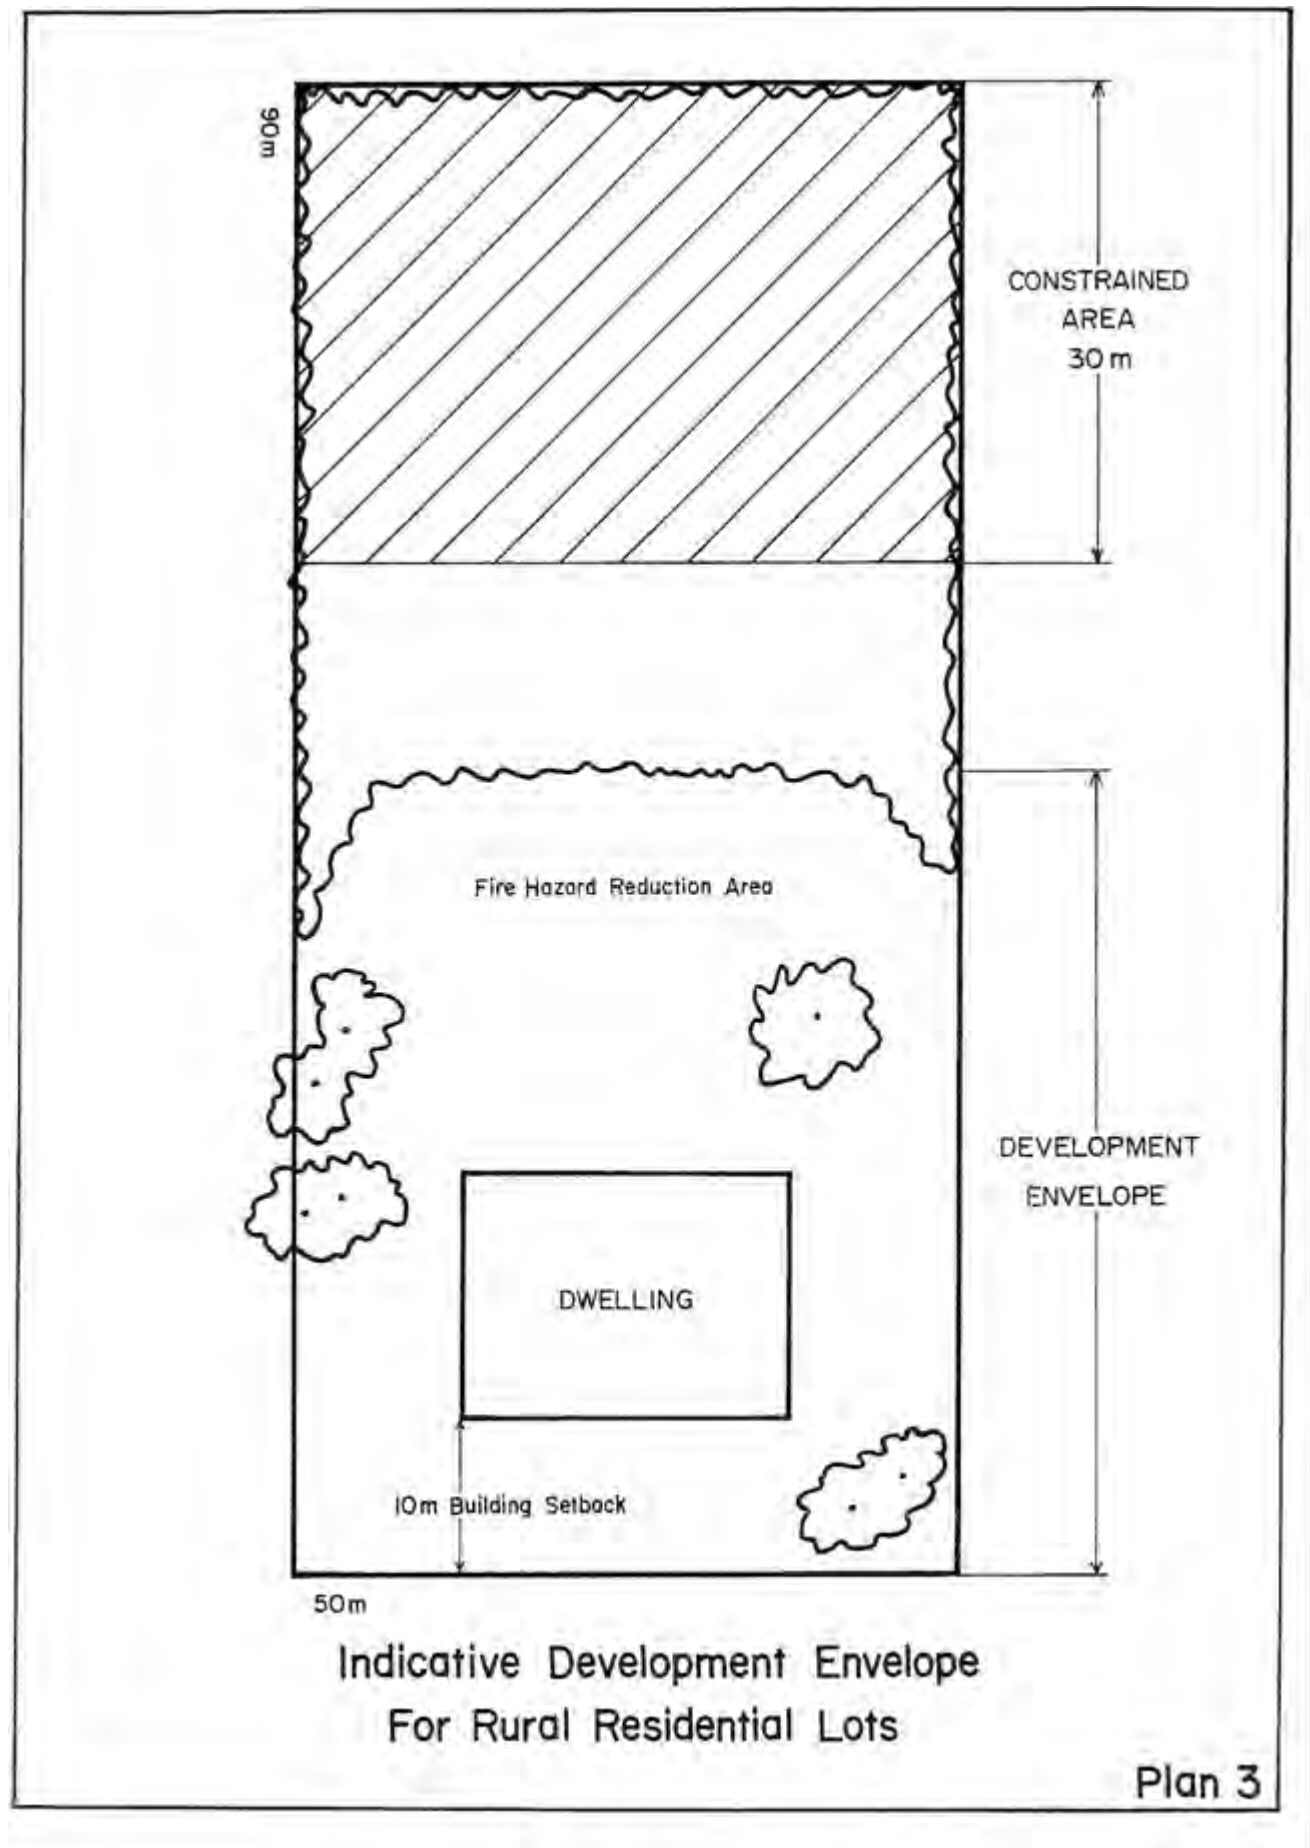 90m
CONSTRAINED
AREA
30m
Fire Hazard Reduction Area
DEVELOPMENT
ENVELOPE
DWELLING
10m Building Setback
50m
Indicative Development Envelope
For Rural Residential Lots
Plan 3